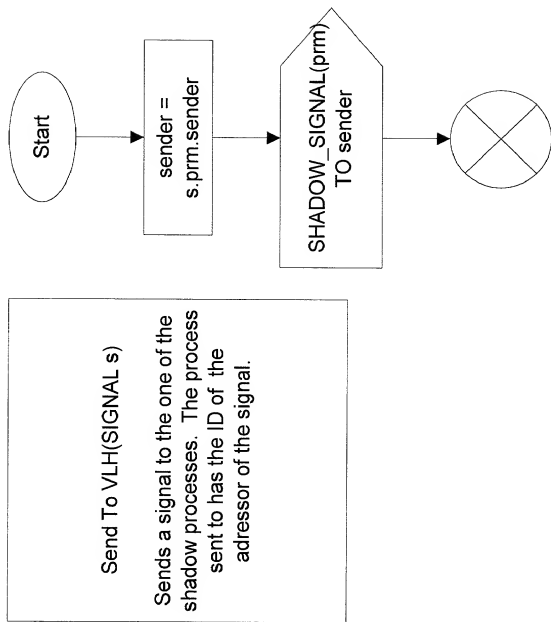 Send To VLH(SIGNAL s)
Sends a signal to the one of the
shadow processes. The process
sent to has the ID of the
adressor of the signal.
Start
sender =
s.prm.sender
SHADOW_SIGNAL(prm)
TO sender